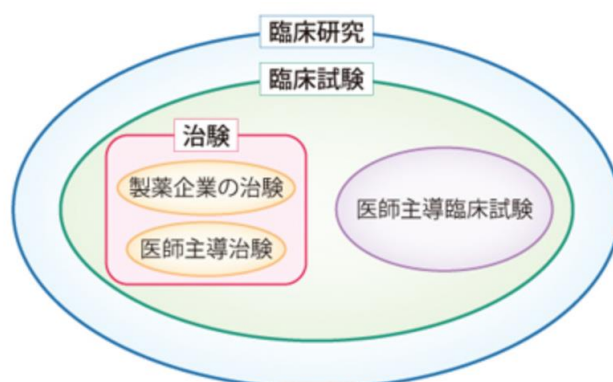 臨床研究
臨床試験
治験
製薬企業の治験
医師主導治験
医師主導臨床試験